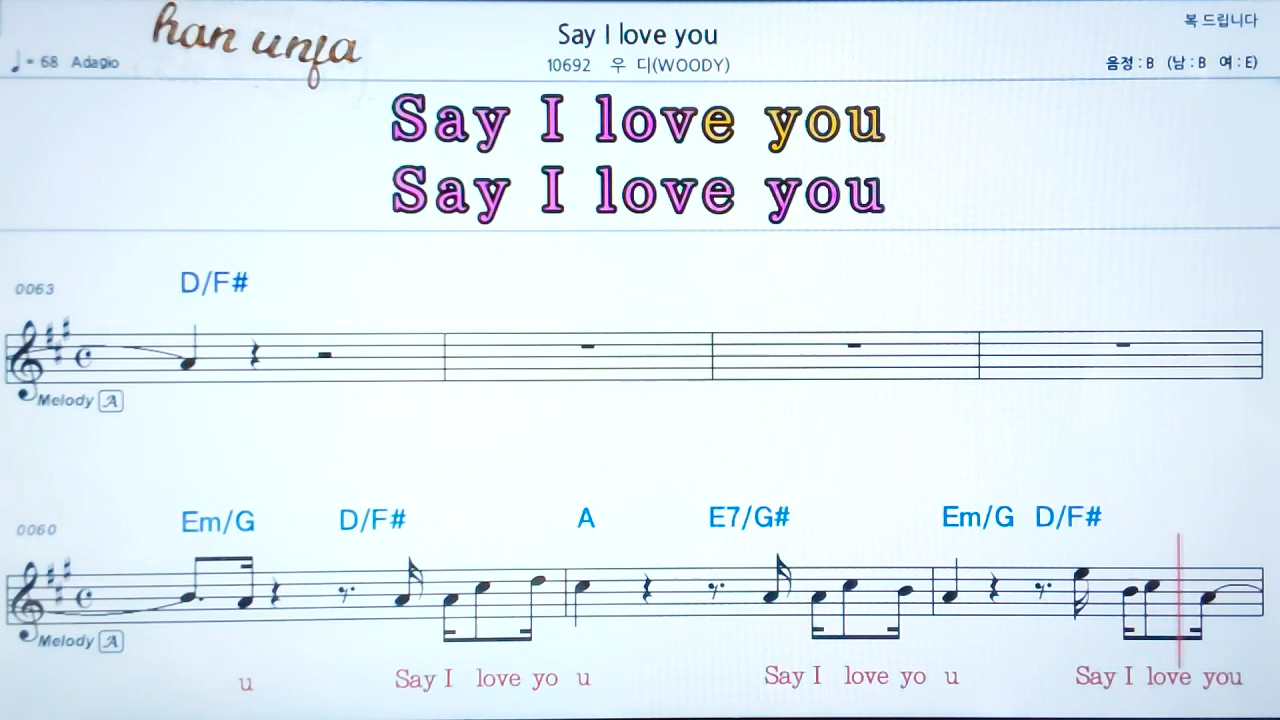 han unja
복 드립니다
Say I love you
♩= 68 Adagio
10692 우 디(WOODY)
음정 : B (남 : B 여 : E)
Say I love you
Say I love you
0063
D/F#
Melody A
0060
Em/G D/F# A E7/G# Em/G D/F#
Melody A
u Say I love yo u Say I love yo u Say I love you